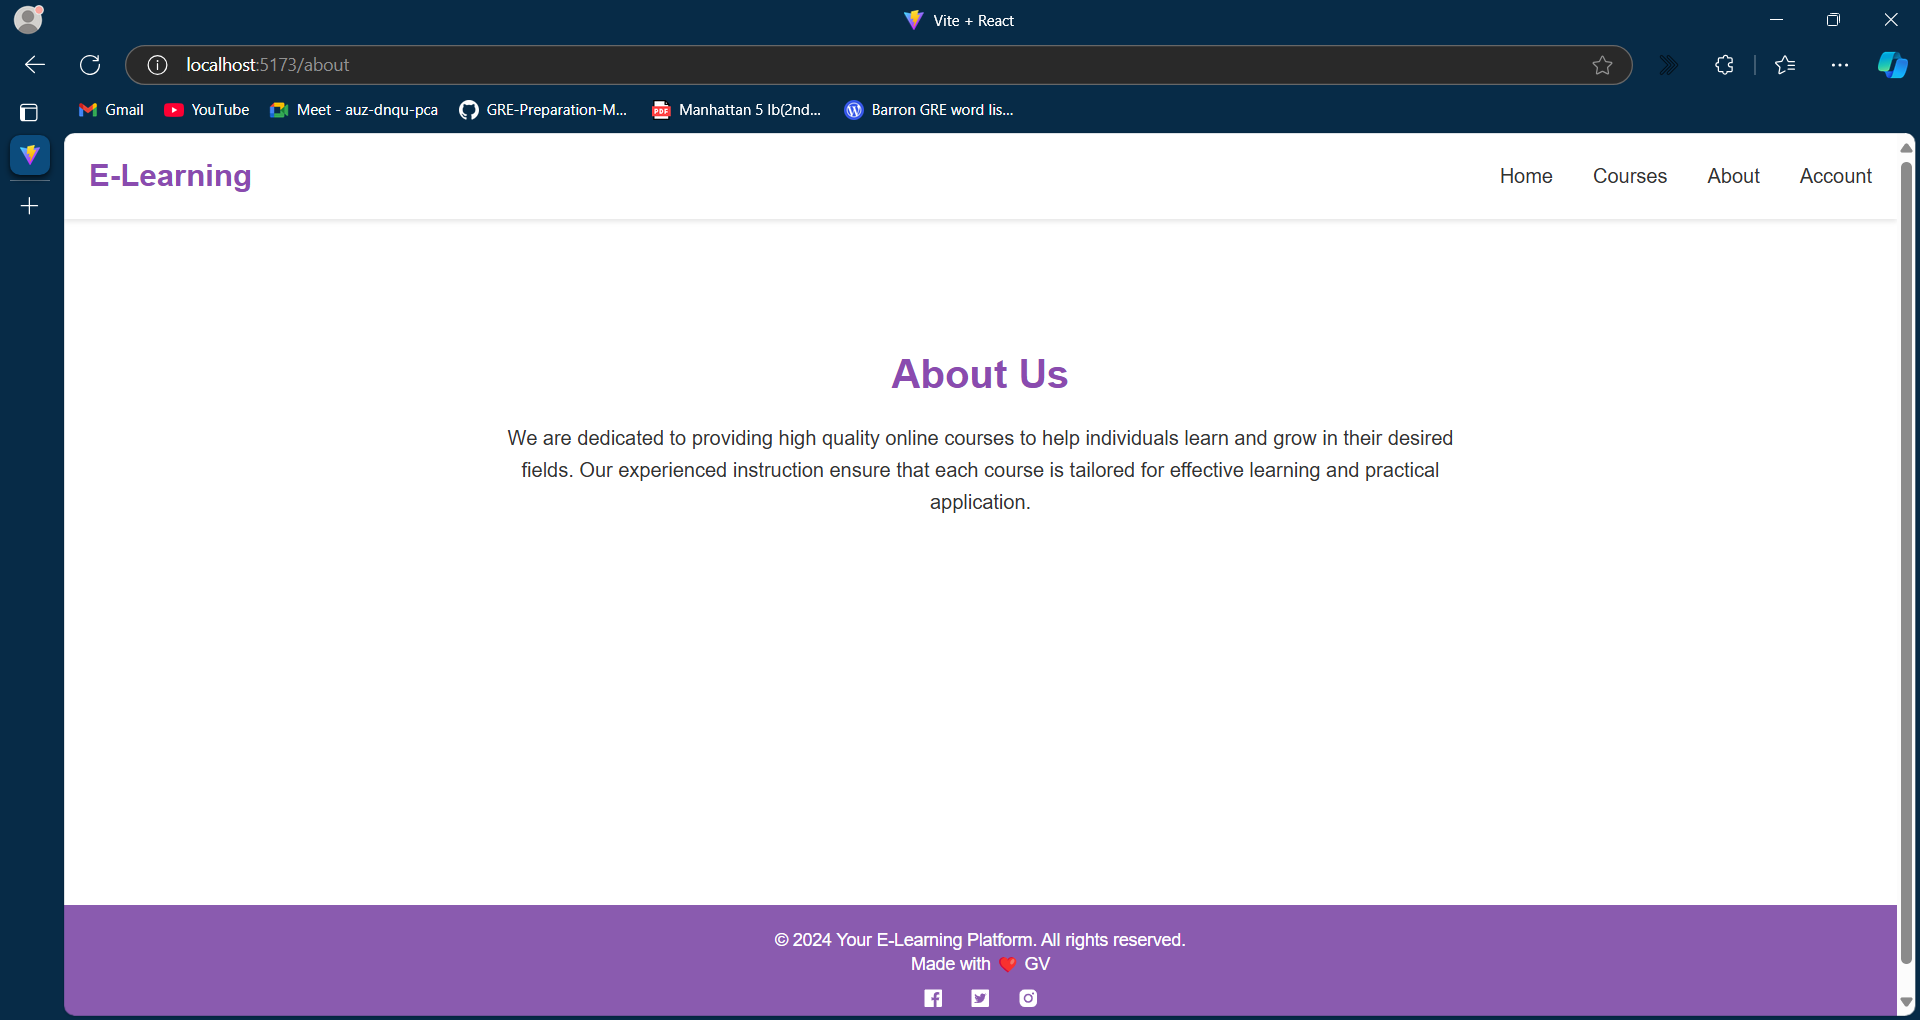 Vite + React
localhost:5173/about
Gmail
YouTube
Meet - auz-dnqu-pca
GRE-Preparation-M...
PDF
Manhattan 5 lb(2nd...
Barron GRE word lis...
E-Learning
Home
Courses
About
Account
About Us
We are dedicated to providing high quality online courses to help individuals learn and grow in their desired
fields. Our experienced instruction ensure that each course is tailored for effective learning and practical
application.
© 2024 Your E-Learning Platform. All rights reserved.
Made with ❤️ GV